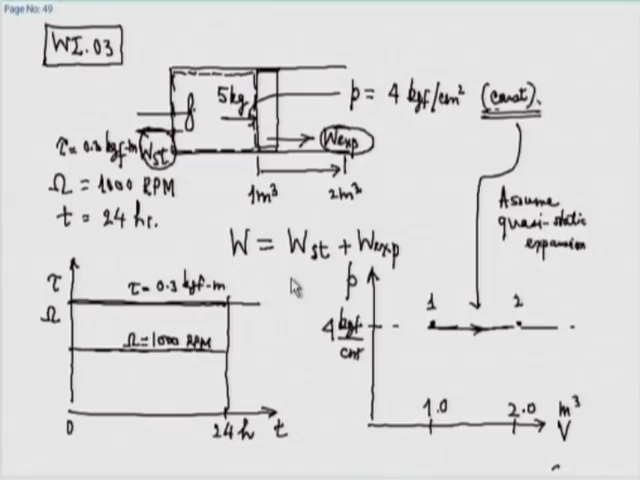 Page No: 49
WI.03
5kg
p = 4 kgf/cm² (const).
τ = 0.3 kgf-m
Wst
Wexp
Ω = 1000 RPM
t = 24 hr.
1m³
2m³
Assume
quasi-static
expansion
W = Wst + Wexp
τ
Ω
τ = 0.3 kgf-m
Ω = 1000 RPM
0
24h
t
p
4 kgf
cm²
1
2
1.0
2.0
m³
V